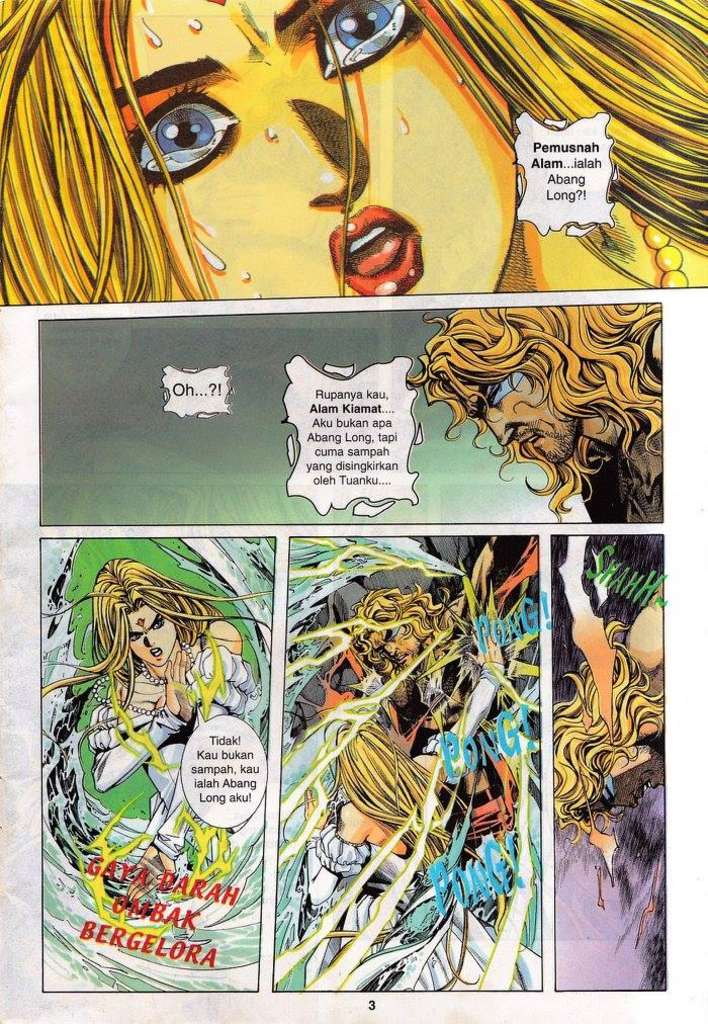 Pemusnah
Alam...ialah
Abang
Long?!
Oh...?!
Rupanya kau,
Alam Kiamat....
Aku bukan apa
Abang Long, tapi
cuma sampah
yang disingkirkan
oleh Tuanku....
Tidak!
Kau bukan
sampah, kau
ialah Abang
Long aku!
GAYA DARAH
OMBAK
BERGELORA
PONG!
PONG!
PONG!
SHHHH..
3